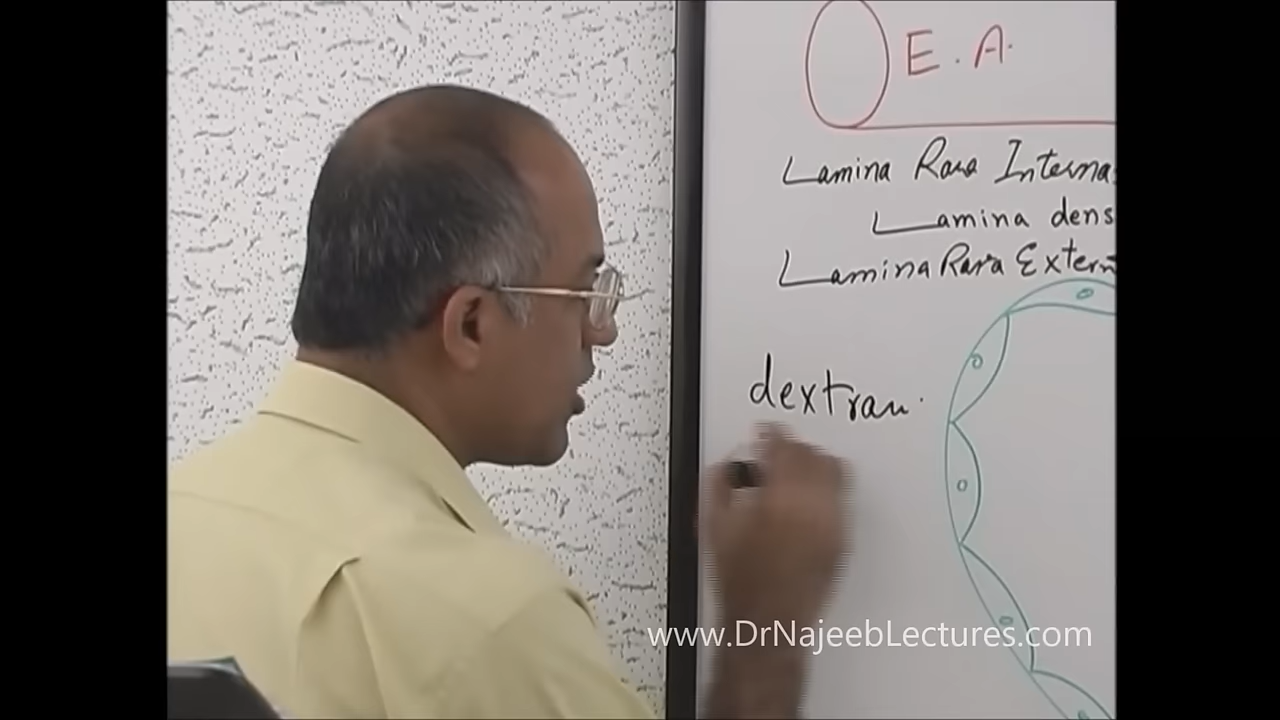 E.A.
Lamina Rara Interna
Lamina dens
Lamina Rara Extern
dextran.
www.DrNajeebLectures.com